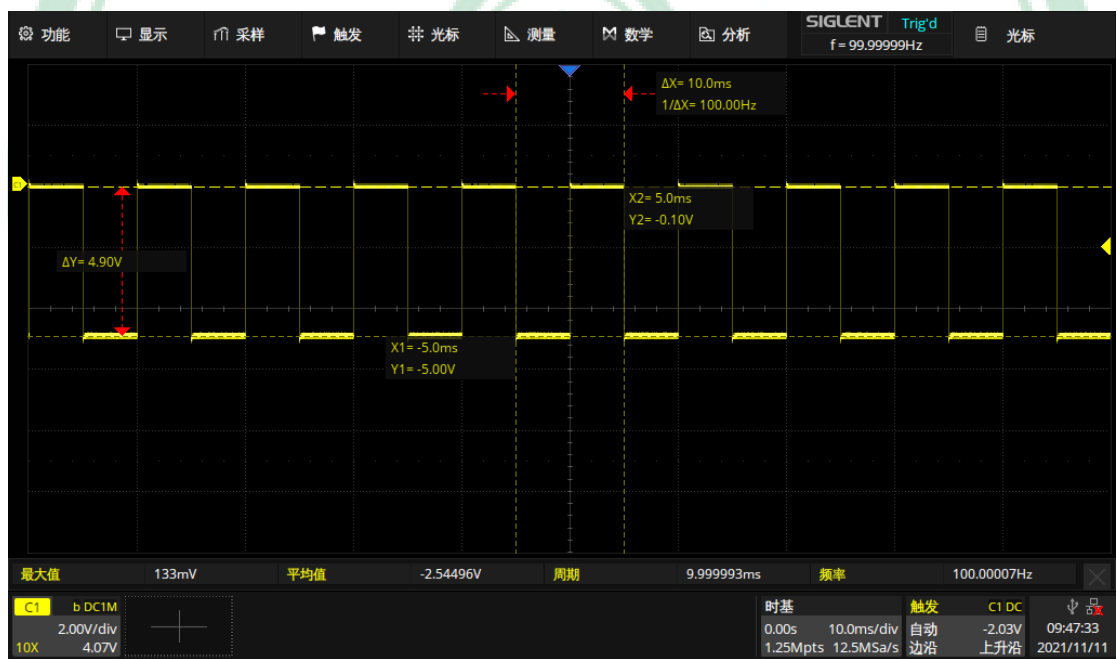 功能 显示 采样 触发 光标 测量 数学 分析 SIGLENT Trig'd 光标
f = 99.99999Hz
ΔX= 10.0ms
1/ΔX= 100.00Hz
C1
X2= 5.0ms
Y2= -0.10V
ΔY= 4.90V
X1= -5.0ms
Y1= -5.00V
最大值 133mV 平均值 -2.54496V 周期 9.999993ms 频率 100.00007Hz
C1 b DC1M 时基 触发 C1 DC
2.00V/div 0.00s 10.0ms/div 自动 -2.03V 09:47:33
10X 4.07V 1.25Mpts 12.5MSa/s 边沿 上升沿 2021/11/11